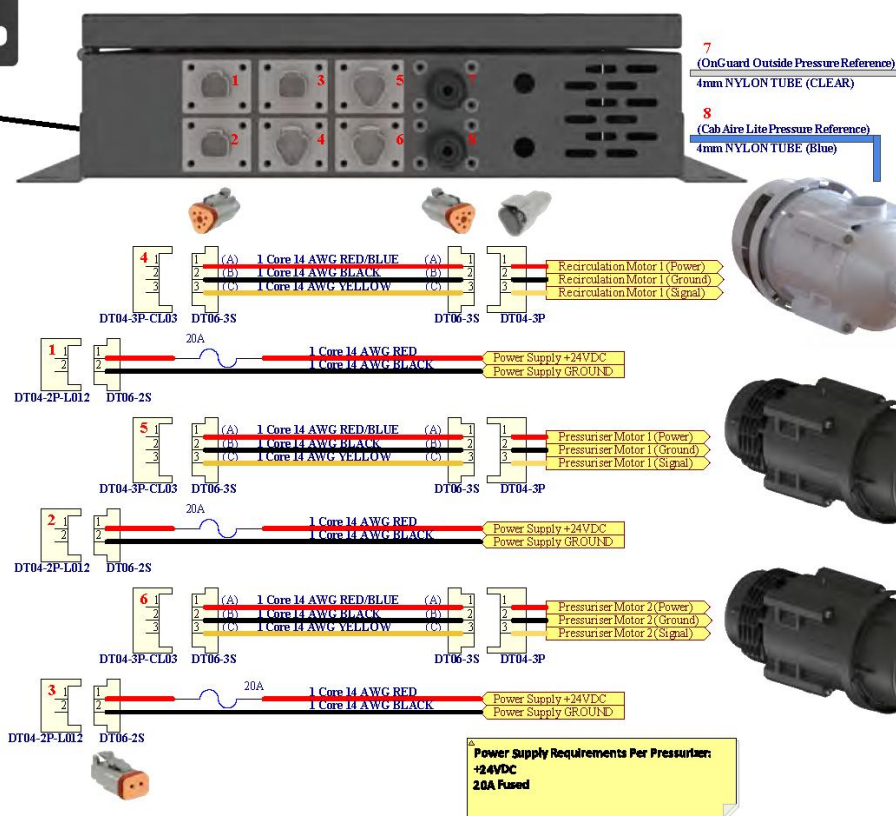 1
3
5
7
2
4
6
8
7
(OnGuard Outside Pressure Reference)
4mm NYLON TUBE (CLEAR)
8
(Cab Aire Lite Pressure Reference)
4mm NYLON TUBE (Blue)
4 1 1 (A) 1 Core 14 AWG RED/BLUE (A) 1 1 Recirculation Motor 1 (Power)
2 2 (B) 1 Core 14 AWG BLACK (B) 2 2 Recirculation Motor 1 (Ground)
3 3 (C) 1 Core 14 AWG YELLOW (C) 3 3 Recirculation Motor 1 (Signal)
DT04-3P-CL03 DT06-3S DT06-3S DT04-3P
20A
1 1 1 1 Core 14 AWG RED Power Supply +24VDC
2 2 1 Core 14 AWG BLACK Power Supply GROUND
DT04-2P-L012 DT06-2S
5 1 1 (A) 1 Core 14 AWG RED/BLUE (A) 1 1 Pressuriser Motor 1 (Power)
2 2 (B) 1 Core 14 AWG BLACK (B) 2 2 Pressuriser Motor 1 (Ground)
3 3 (C) 1 Core 14 AWG YELLOW (C) 3 3 Pressuriser Motor 1 (Signal)
DT04-3P-CL03 DT06-3S DT06-3S DT04-3P
20A
2 1 1 1 Core 14 AWG RED Power Supply +24VDC
2 2 1 Core 14 AWG BLACK Power Supply GROUND
DT04-2P-L012 DT06-2S
6 1 1 (A) 1 Core 14 AWG RED/BLUE (A) 1 1 Pressuriser Motor 2 (Power)
2 2 (B) 1 Core 14 AWG BLACK (B) 2 2 Pressuriser Motor 2 (Ground)
3 3 (C) 1 Core 14 AWG YELLOW (C) 3 3 Pressuriser Motor 2 (Signal)
DT04-3P-CL03 DT06-3S DT06-3S DT04-3P
20A
3 1 1 1 Core 14 AWG RED Power Supply +24VDC
2 2 1 Core 14 AWG BLACK Power Supply GROUND
DT04-2P-L012 DT06-2S
Power Supply Requirements Per Pressurizer:
+24VDC
20A Fused